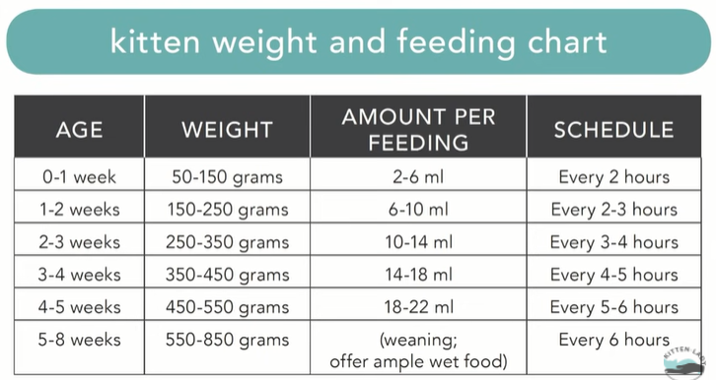 kitten weight and feeding chart
AGE WEIGHT AMOUNT PER FEEDING SCHEDULE
0-1 week 50-150 grams 2-6 ml Every 2 hours
1-2 weeks 150-250 grams 6-10 ml Every 2-3 hours
2-3 weeks 250-350 grams 10-14 ml Every 3-4 hours
3-4 weeks 350-450 grams 14-18 ml Every 4-5 hours
4-5 weeks 450-550 grams 18-22 ml Every 5-6 hours
5-8 weeks 550-850 grams (weaning; Every 6 hours
offer ample wet food)
KITTEN LADY